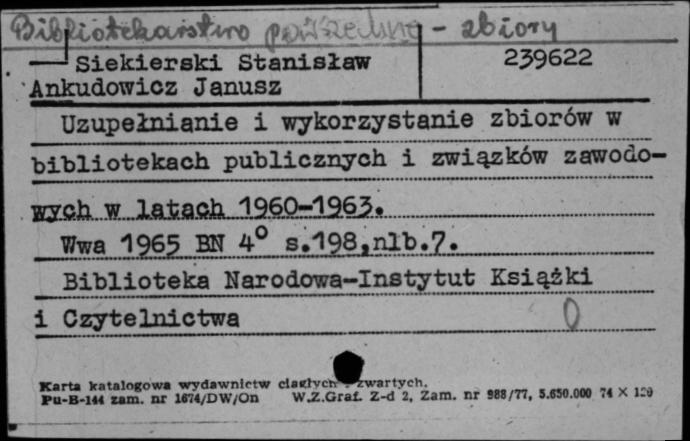 Bibliotekarstwo powszechne - zbiory
Siekierski Stanisław 239622
Ankudowicz Janusz
Uzupełnianie i wykorzystanie zbiorów w
bibliotekach publicznych i związków zawodo-
wych w latach 1960-1963.
Wwa 1965 BN 4° s.198,nlb.7.
Biblioteka Narodowa-Instytut Książki
i Czytelnictwa
0
Karta katalogowa wydawnictw ciągłych i zwartych.
Pu-B-144 zam. nr 1674/DW/On W.Z.Graf. Z-d 2, Zam. nr 988/77, 5.650.000 74 X 120